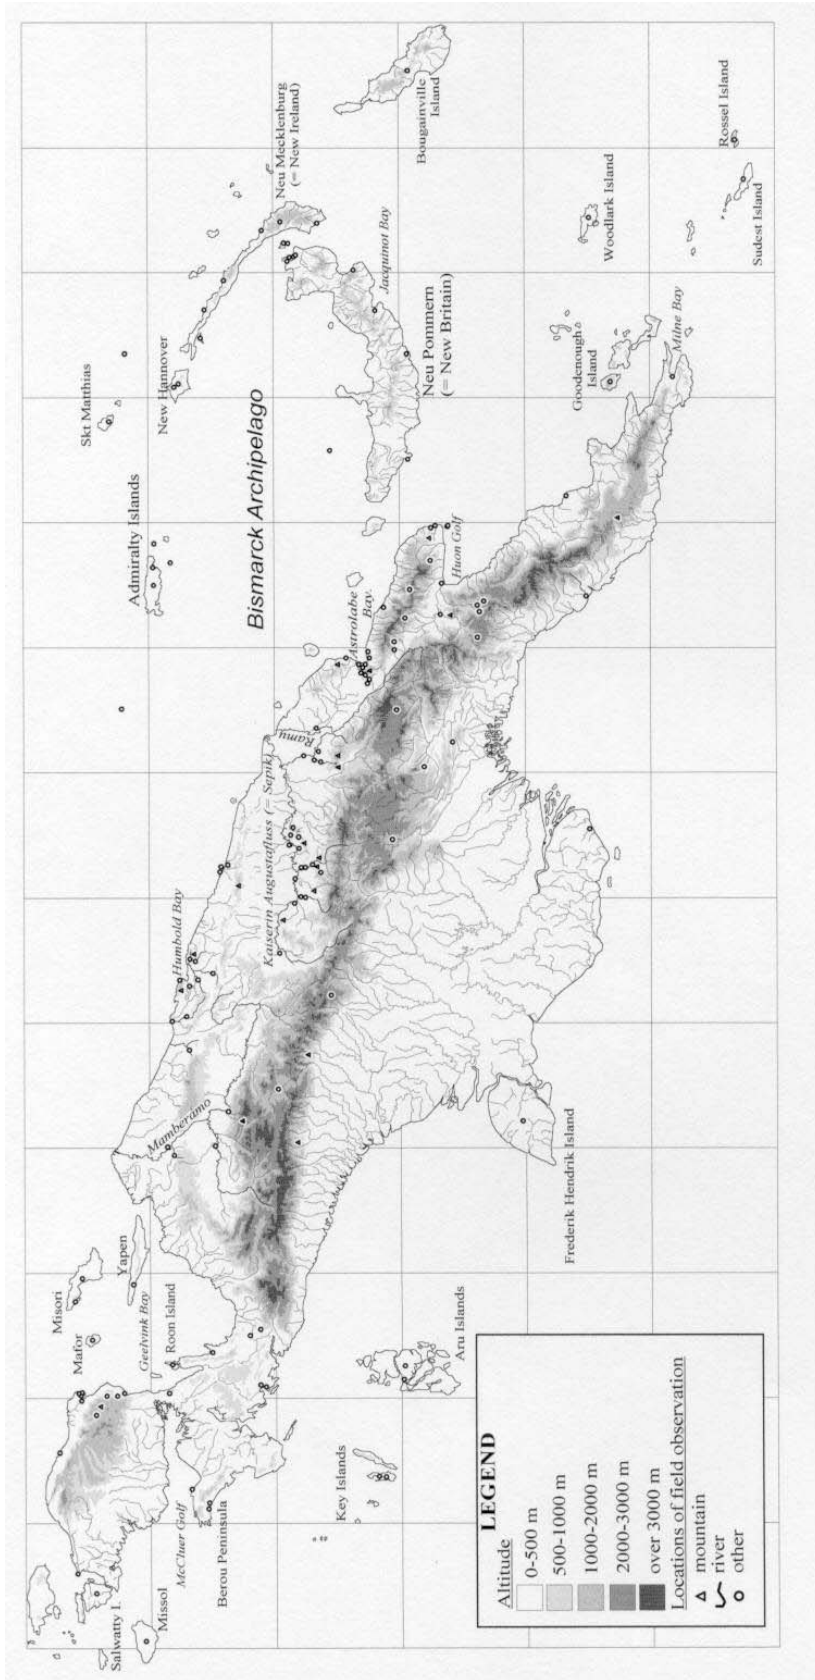 Skt Matthias
Admiralty Islands
New Hannover
Neu Mecklenburg
(= New Ireland)
Bismarck Archipelago
Bougainville
Island
Jacquinot Bay
Neu Pommern
(= New Britain)
Rossel Island
Woodlark Island
Sudest Island
Goodenough
Island
Milne Bay
Huon Golf
Astrolabe
Bay
Ramu
Kaiserin Augustafluss (= Sepik)
Humbold Bay
Mamberamo
Misori
Yapen
Mafor
Geelvink Bay
Roon Island
Salwatty I.
Missol
McCluer Golf
Berou Peninsula
Key Islands
Aru Islands
Frederik Hendrik Island
LEGEND
Altitude
0-500 m
500-1000 m
1000-2000 m
2000-3000 m
over 3000 m
Locations of field observation
mountain
river
other